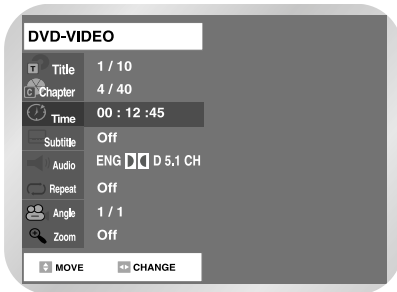 DVD-VIDEO
T Title 1 / 10
C Chapter 4 / 40
Time 00 : 12 :45
Subtitle Off
Audio ENG D 5.1 CH
Repeat Off
Angle 1 / 1
Zoom Off
MOVE CHANGE